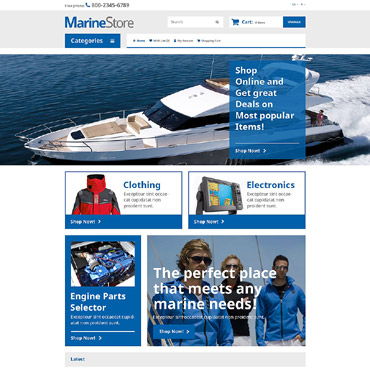 800-2345-6789
MarineStore
Search
Cart: 0 items
Categories
Home Wish List (0) My Account Shopping Cart
Shop
Online and
Get great
Deals on
Most popular
Items!
Shop Now!
Clothing
Excepteur sint occae
cat cupidatat non
proident sunt.
Shop Now!
Electronics
Excepteur sint occae
cat cupidatat non
proident sunt.
Shop Now!
Engine Parts
Selector
Excepteur sint occaecat cupid-
atat non proident sunt.
Shop Now!
The perfect place
that meets any
marine needs!
Excepteur sint occaecat cupidatat non proident sunt.
Shop Now!
Latest